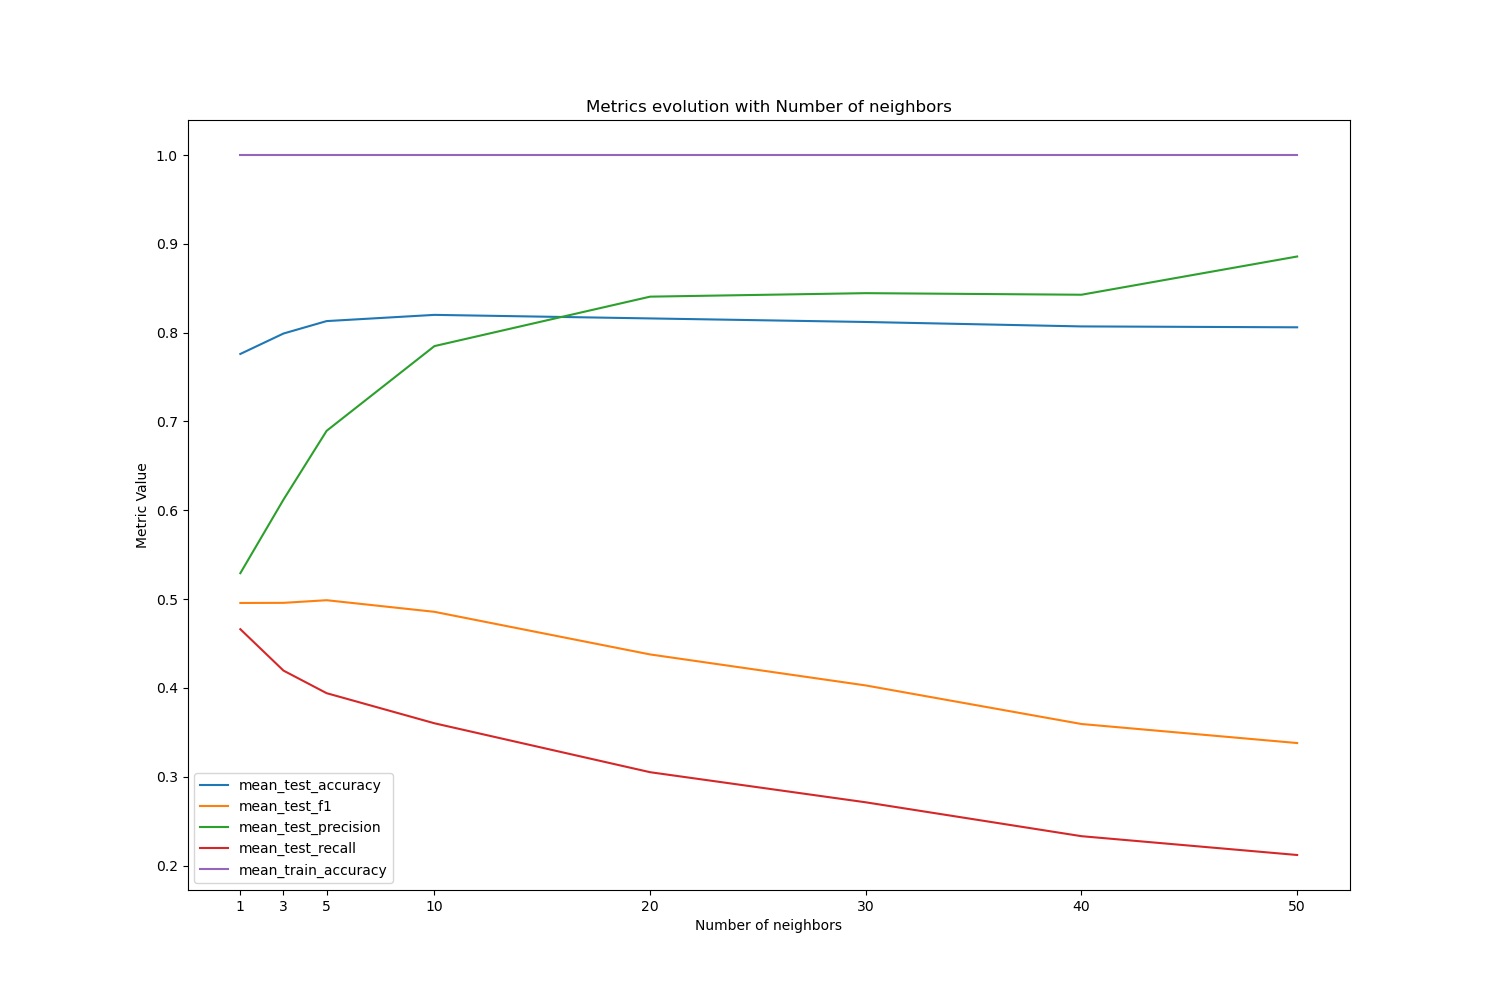 Metrics evolution with Number of neighbors
Metric Value
1.0
0.9
0.8
0.7
0.6
0.5
0.4
0.3
0.2
mean_test_accuracy
mean_test_f1
mean_test_precision
mean_test_recall
mean_train_accuracy
1 3 5 10 20 30 40 50
Number of neighbors